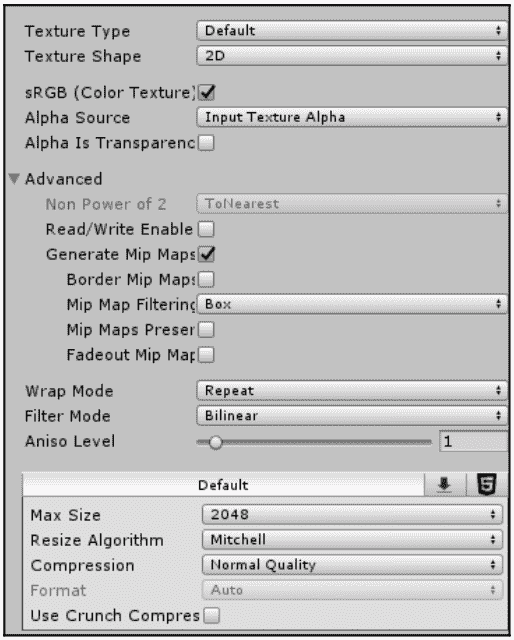 Texture Type Default
Texture Shape 2D
sRGB (Color Texture)
Alpha Source Input Texture Alpha
Alpha Is Transparenc
Advanced
Non Power of 2 ToNearest
Read/Write Enable
Generate Mip Maps
Border Mip Maps
Mip Map Filtering Box
Mip Maps Preser
Fadeout Mip Map
Wrap Mode Repeat
Filter Mode Bilinear
Aniso Level 1
Default 5
Max Size 2048
Resize Algorithm Mitchell
Compression Normal Quality
Format Auto
Use Crunch Compres